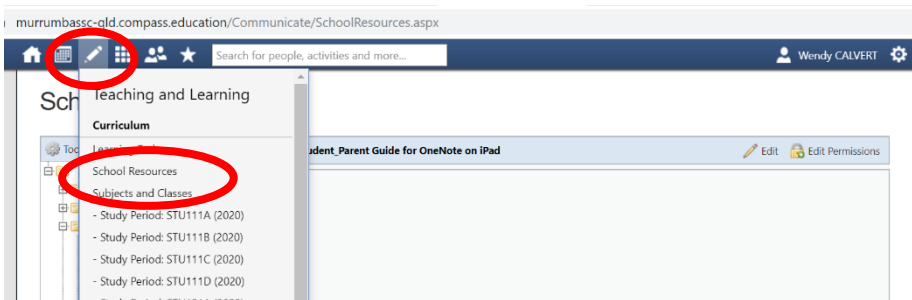 murrumbassc-qld.compass.education/Communicate/SchoolResources.aspx
Search for people, activities and more...
Wendy CALVERT
Sch
Teaching and Learning
Curriculum
Too
udent_Parent Guide for OneNote on iPad
Edit
Edit Permissions
School Resources
Subjects and Classes
- Study Period: STU111A (2020)
- Study Period: STU111B (2020)
- Study Period: STU111C (2020)
- Study Period: STU111D (2020)